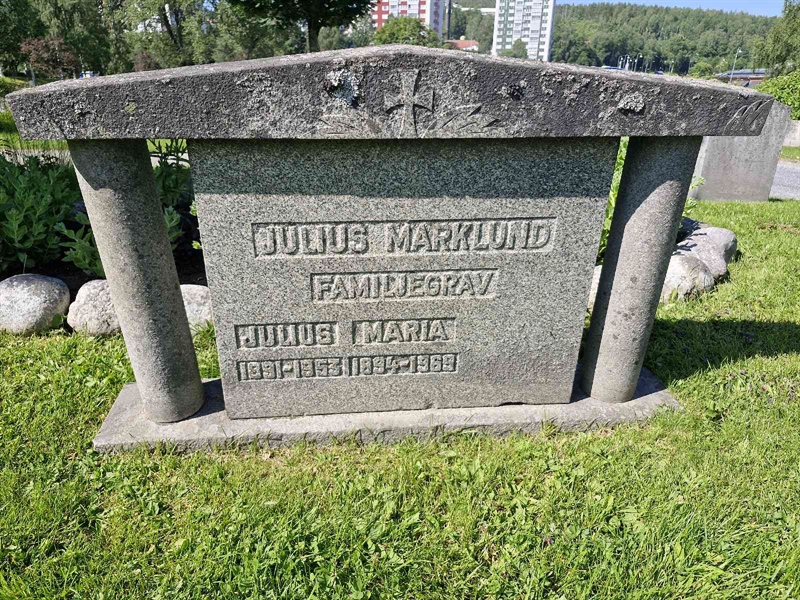 JULIUS MARKLUND
FAMILJEGRAV
JULIUS MARIA
1891-1953 1894-1969